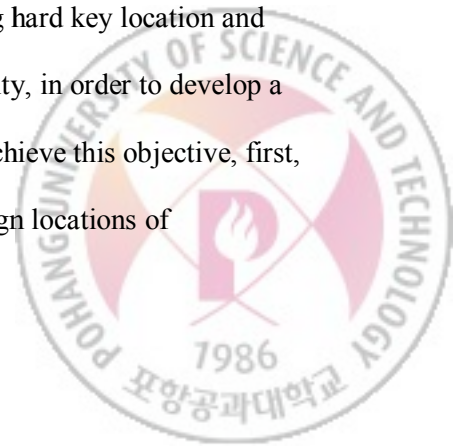 g hard key location and
ty, in order to develop a
chieve this objective, first,
gn locations of
POHANG UNIVERSITY OF SCIENCE AND TECHNOLOGY
1986
포항공과대학교